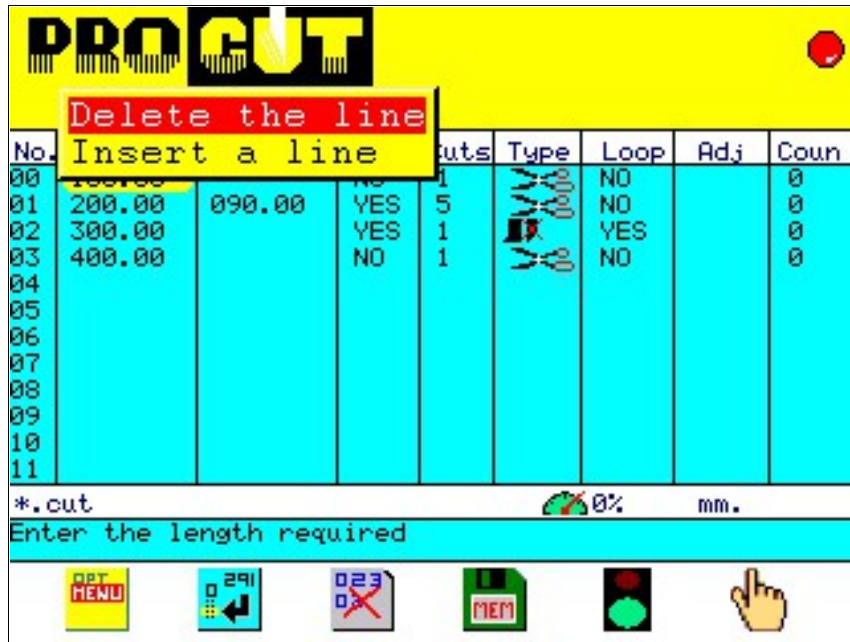 PRO CUT
Delete the line
Insert a line
No. Cuts Type Loop Adj Coun
00 NO 1 NO 0
01 200.00 090.00 YES 5 NO 0
02 300.00 YES 1 YES 0
03 400.00 NO 1 NO 0
04
05
06
07
08
09
10
11
*.cut 0% mm.
Enter the length required
OPT MENU 291 023 MEM